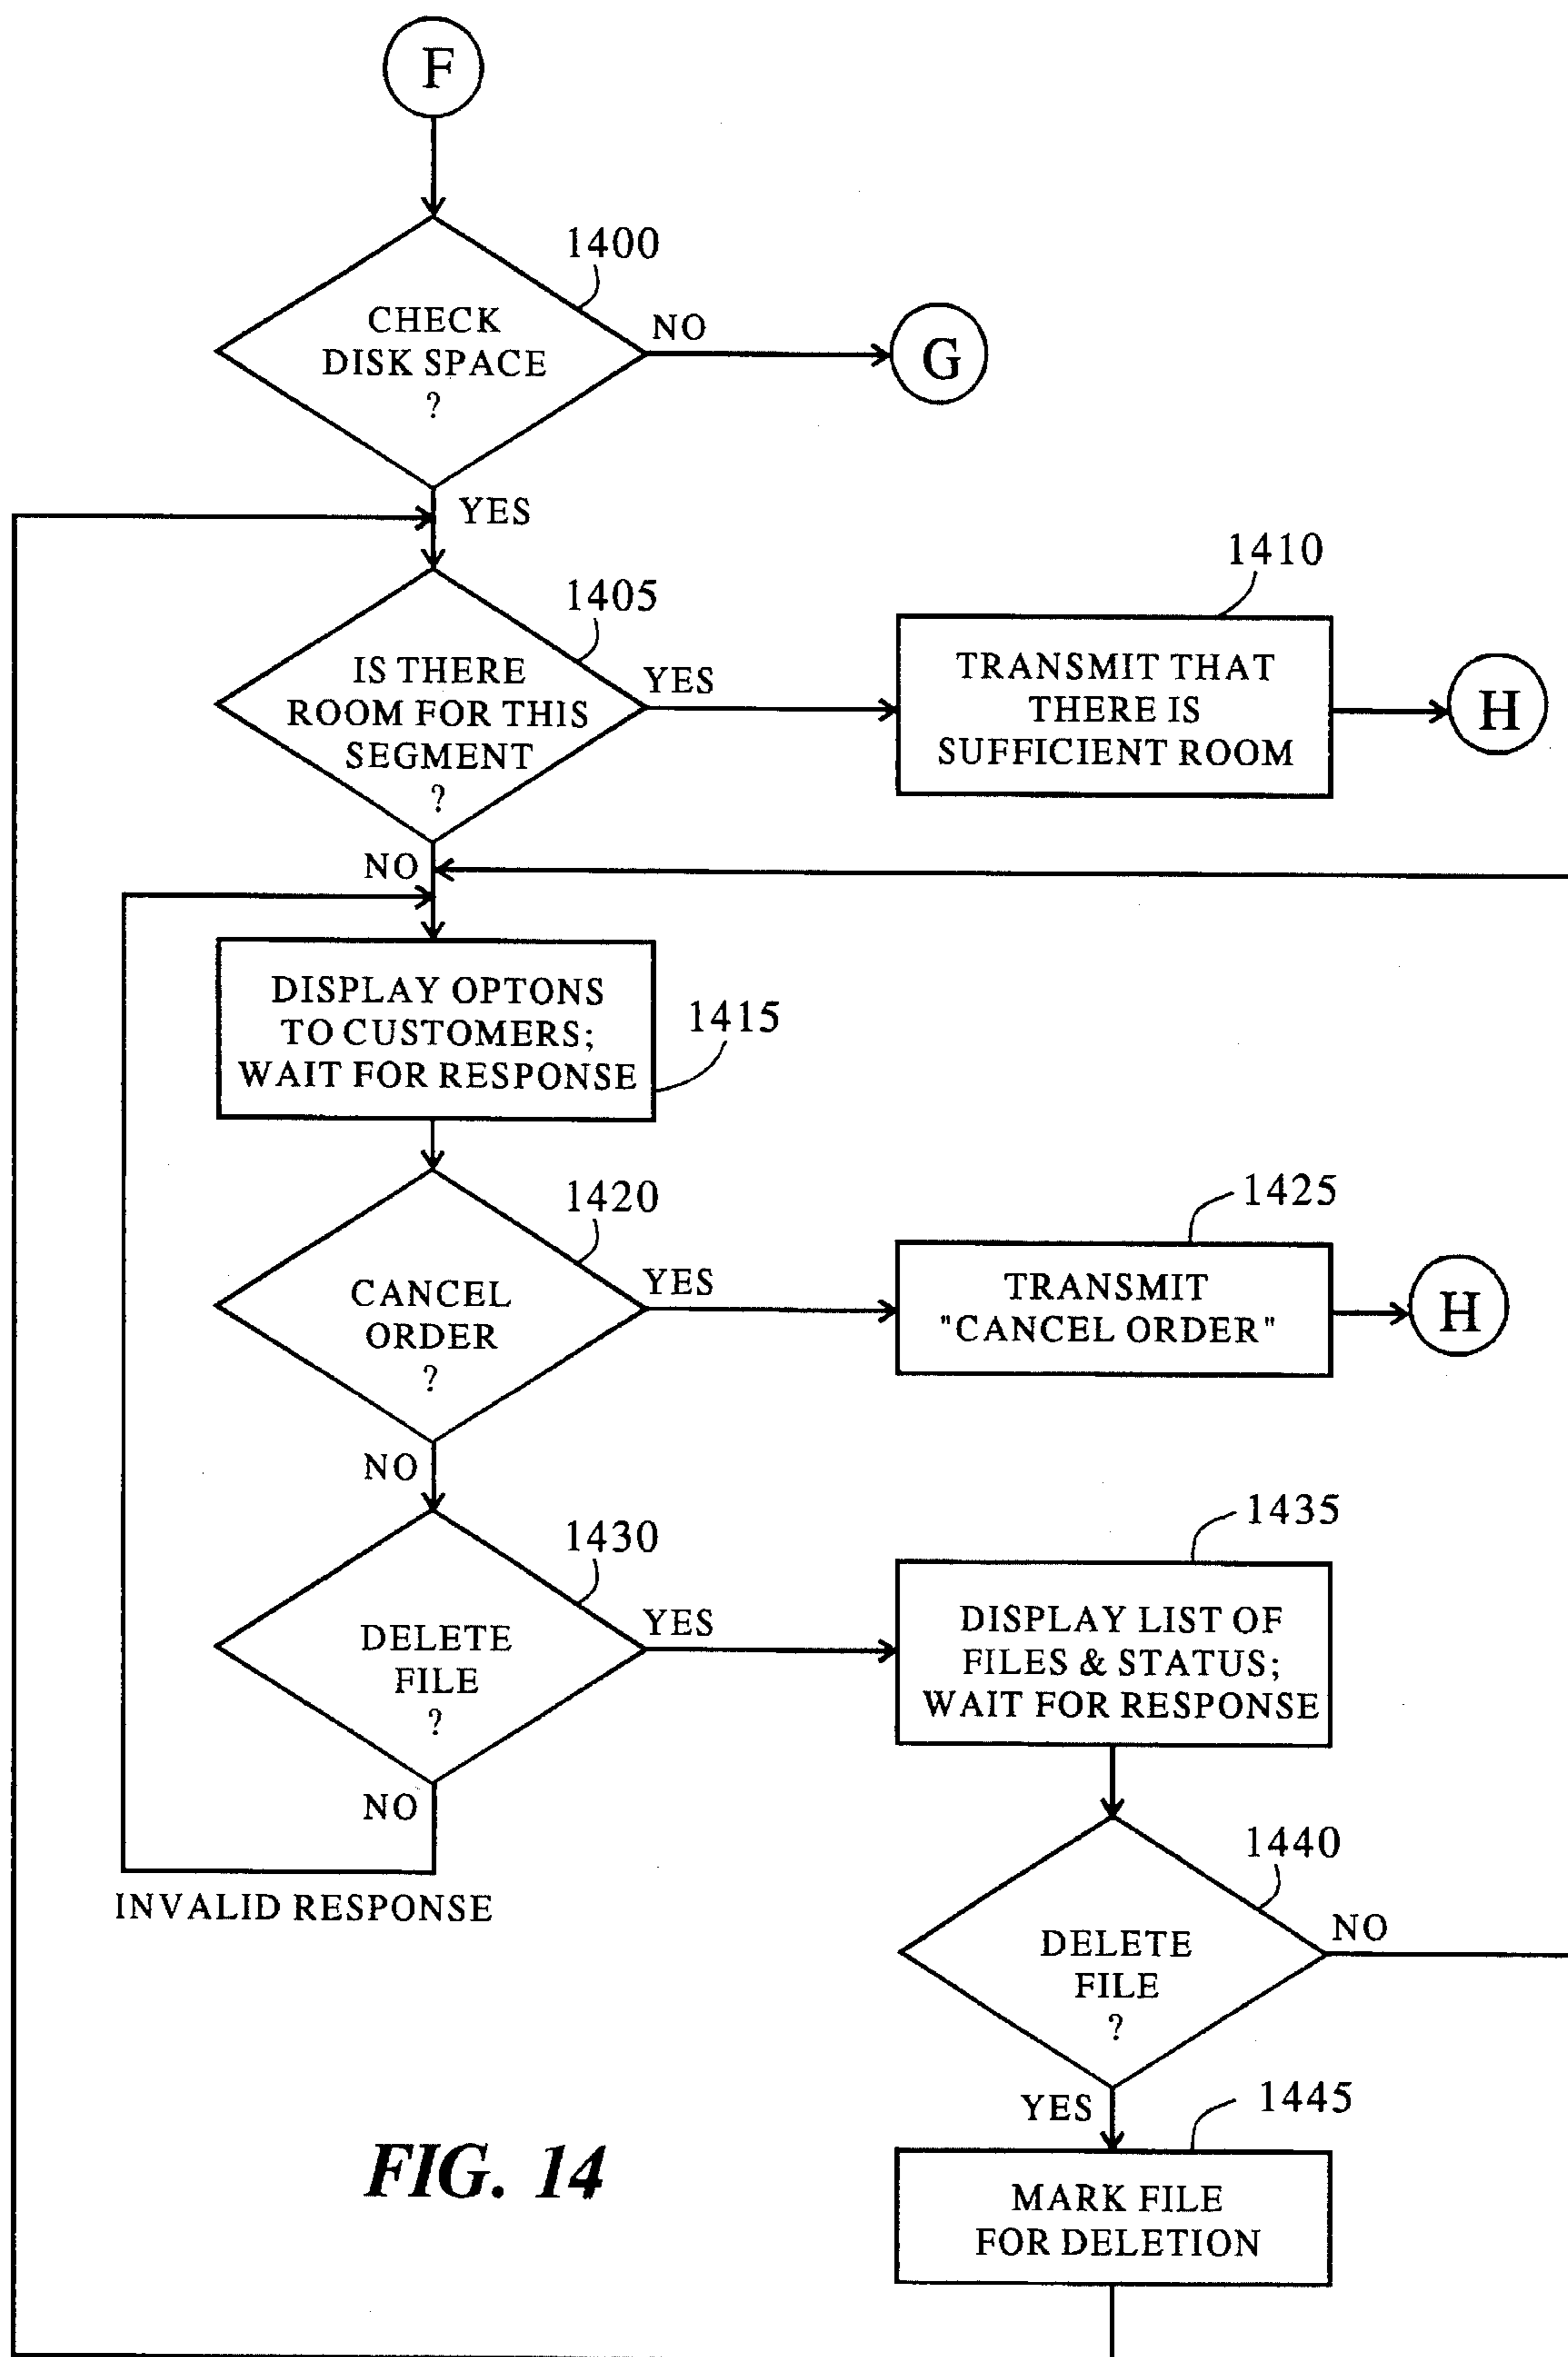 F
1400
CHECK
DISK SPACE
?
NO
G
YES
1405
IS THERE
ROOM FOR THIS
SEGMENT
?
YES
1410
TRANSMIT THAT
THERE IS
SUFFICIENT ROOM
H
NO
DISPLAY OPTONS
TO CUSTOMERS;
WAIT FOR RESPONSE
1415
1420
CANCEL
ORDER
?
YES
1425
TRANSMIT
"CANCEL ORDER"
H
NO
1430
DELETE
FILE
?
YES
1435
DISPLAY LIST OF
FILES & STATUS;
WAIT FOR RESPONSE
NO
INVALID RESPONSE
1440
DELETE
FILE
?
NO
YES
1445
MARK FILE
FOR DELETION
FIG. 14